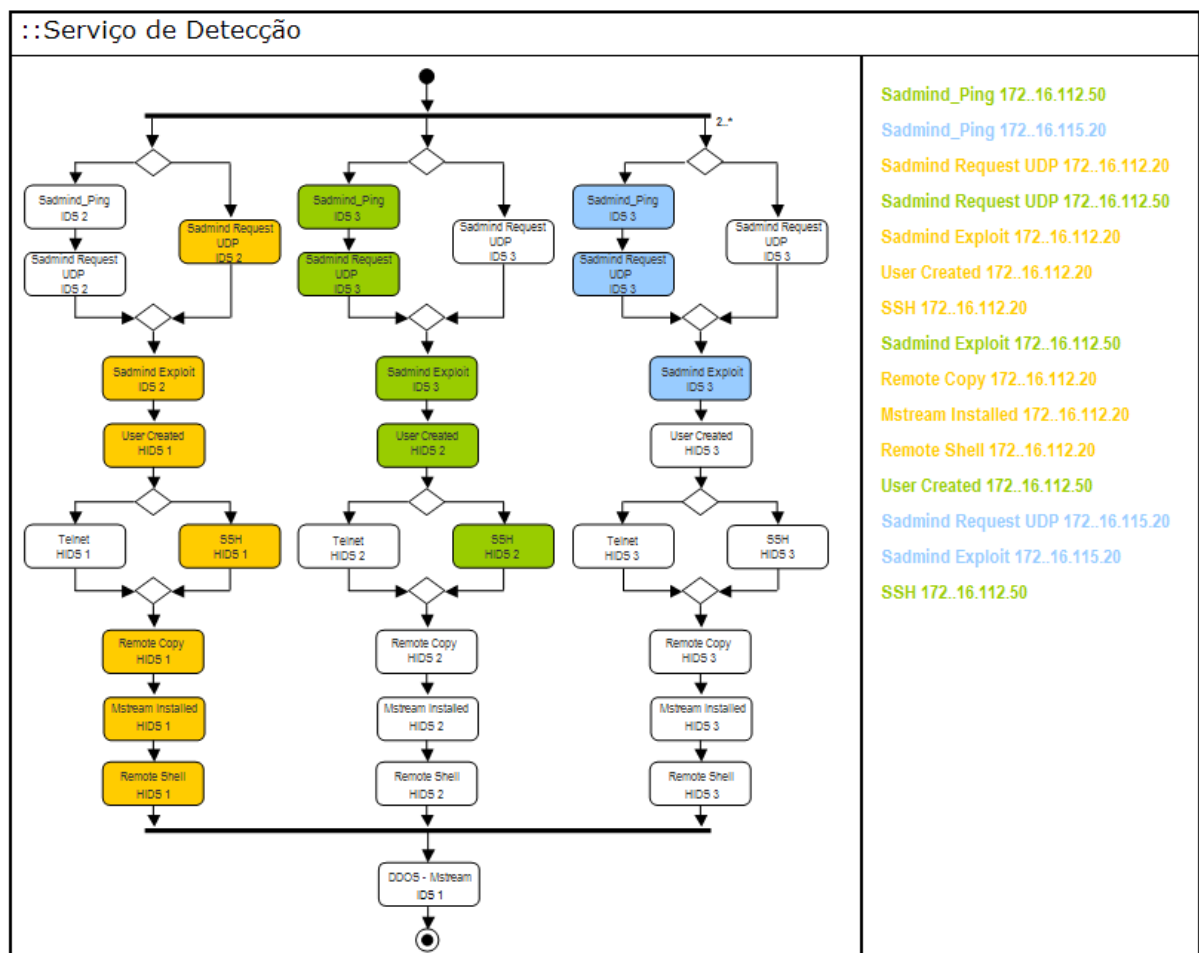 ::Serviço de Detecção
2..*
Sadmind_Ping
IDS 2
Sadmind Request
UDP
IDS 2
Sadmind Request
UDP
IDS 2
Sadmind Exploit
IDS 2
User Created
HIDS 1
Telnet
HIDS 1
SSH
HIDS 1
Remote Copy
HIDS 1
Mstream Installed
HIDS 1
Remote Shell
HIDS 1
Sadmind_Ping
IDS 3
Sadmind Request
UDP
IDS 3
Sadmind Request
UDP
IDS 3
Sadmind Exploit
IDS 3
User Created
HIDS 2
Telnet
HIDS 2
SSH
HIDS 2
Remote Copy
HIDS 2
Mstream Installed
HIDS 2
Remote Shell
HIDS 2
Sadmind_Ping
IDS 3
Sadmind Request
UDP
IDS 3
Sadmind Request
UDP
IDS 3
Sadmind Exploit
IDS 3
User Created
HIDS 3
Telnet
HIDS 3
SSH
HIDS 3
Remote Copy
HIDS 3
Mstream Installed
HIDS 3
Remote Shell
HIDS 3
DDOS - Mstream
IDS 1
Sadmind_Ping 172..16.112.50
Sadmind_Ping 172..16.115.20
Sadmind Request UDP 172..16.112.20
Sadmind Request UDP 172..16.112.50
Sadmind Exploit 172..16.112.20
User Created 172..16.112.20
SSH 172..16.112.20
Sadmind Exploit 172..16.112.50
Remote Copy 172..16.112.20
Mstream Installed 172..16.112.20
Remote Shell 172..16.112.20
User Created 172..16.112.50
Sadmind Request UDP 172..16.115.20
Sadmind Exploit 172..16.115.20
SSH 172..16.112.50